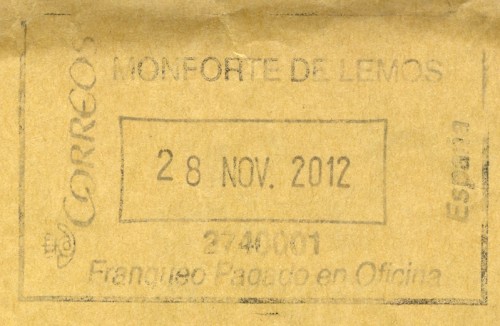 CORREOS
MONFORTE DE LEMOS
28 NOV. 2012
España
2740001
Franqueo Pagado en Oficina